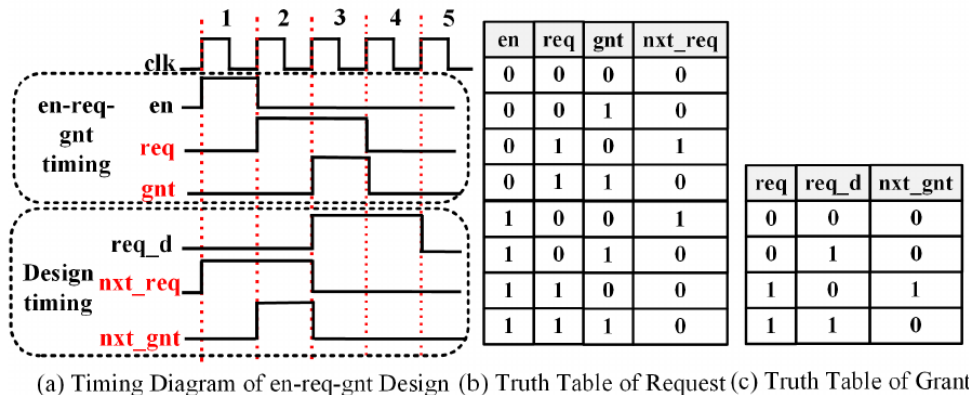 1 2 3 4 5
clk
en-req-
gnt
timing
en
req
gnt
Design
timing
req_d
nxt_req
nxt_gnt
en req gnt nxt_req
0 0 0 0
0 0 1 0
0 1 0 1
0 1 1 0
1 0 0 1
1 0 1 0
1 1 0 0
1 1 1 0
req req_d nxt_gnt
0 0 0
0 1 0
1 0 1
1 1 0
(a) Timing Diagram of en-req-gnt Design (b) Truth Table of Request (c) Truth Table of Grant